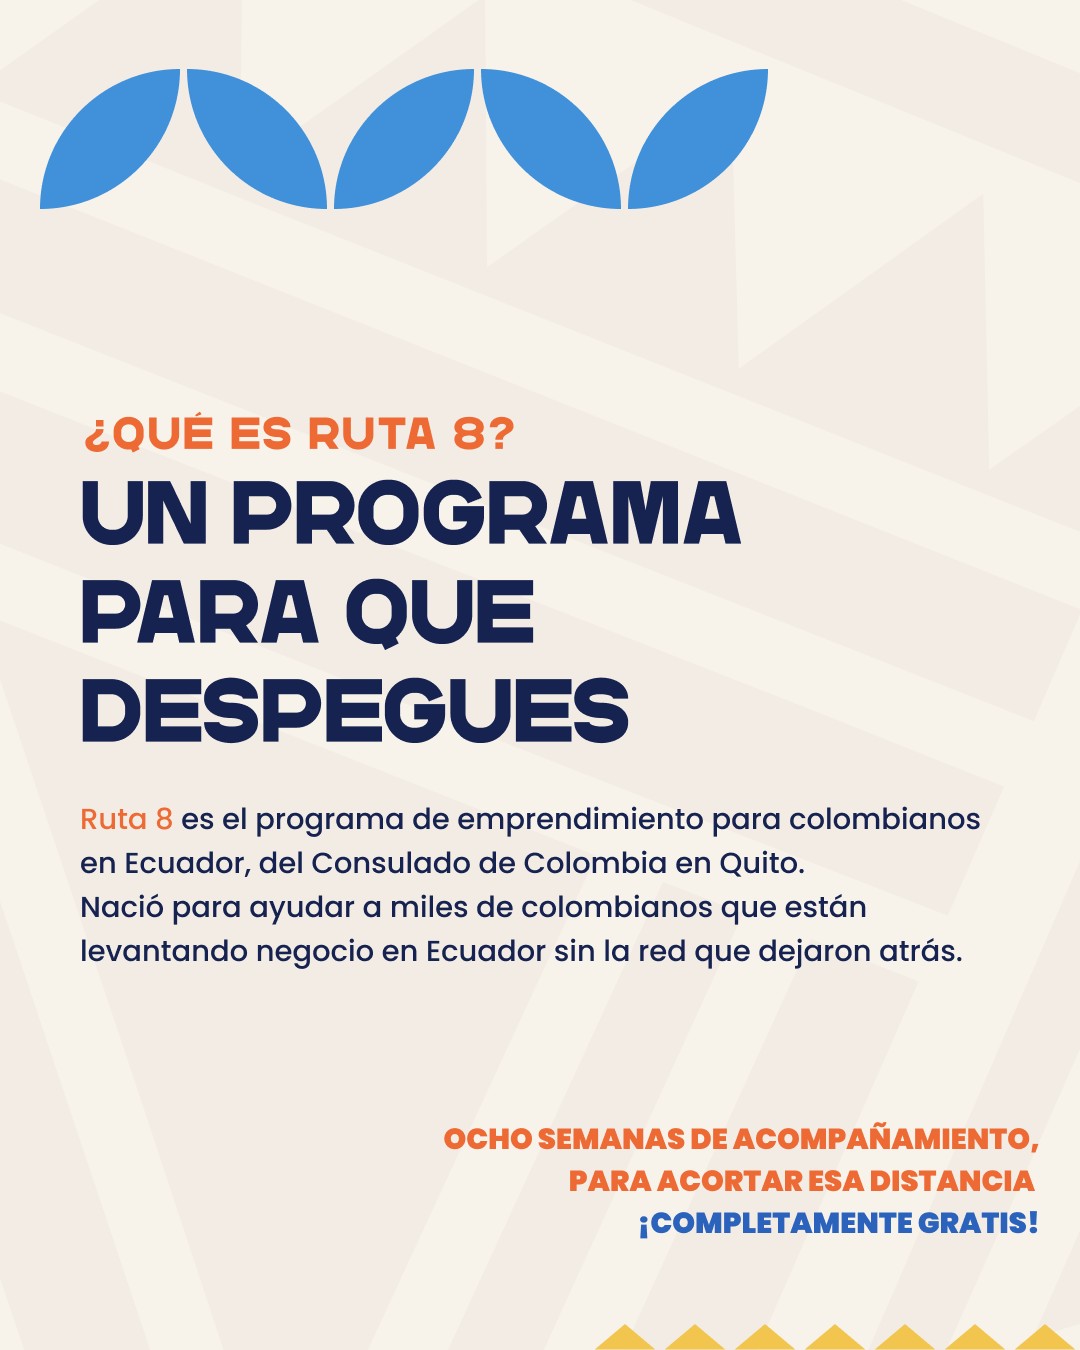 ¿QUÉ ES RUTA 8?
UN PROGRAMA
PARA QUE
DESPEGUES
Ruta 8 es el programa de emprendimiento para colombianos
en Ecuador, del Consulado de Colombia en Quito.
Nació para ayudar a miles de colombianos que están
levantando negocio en Ecuador sin la red que dejaron atrás.
OCHO SEMANAS DE ACOMPAÑAMIENTO,
PARA ACORTAR ESA DISTANCIA
¡COMPLETAMENTE GRATIS!